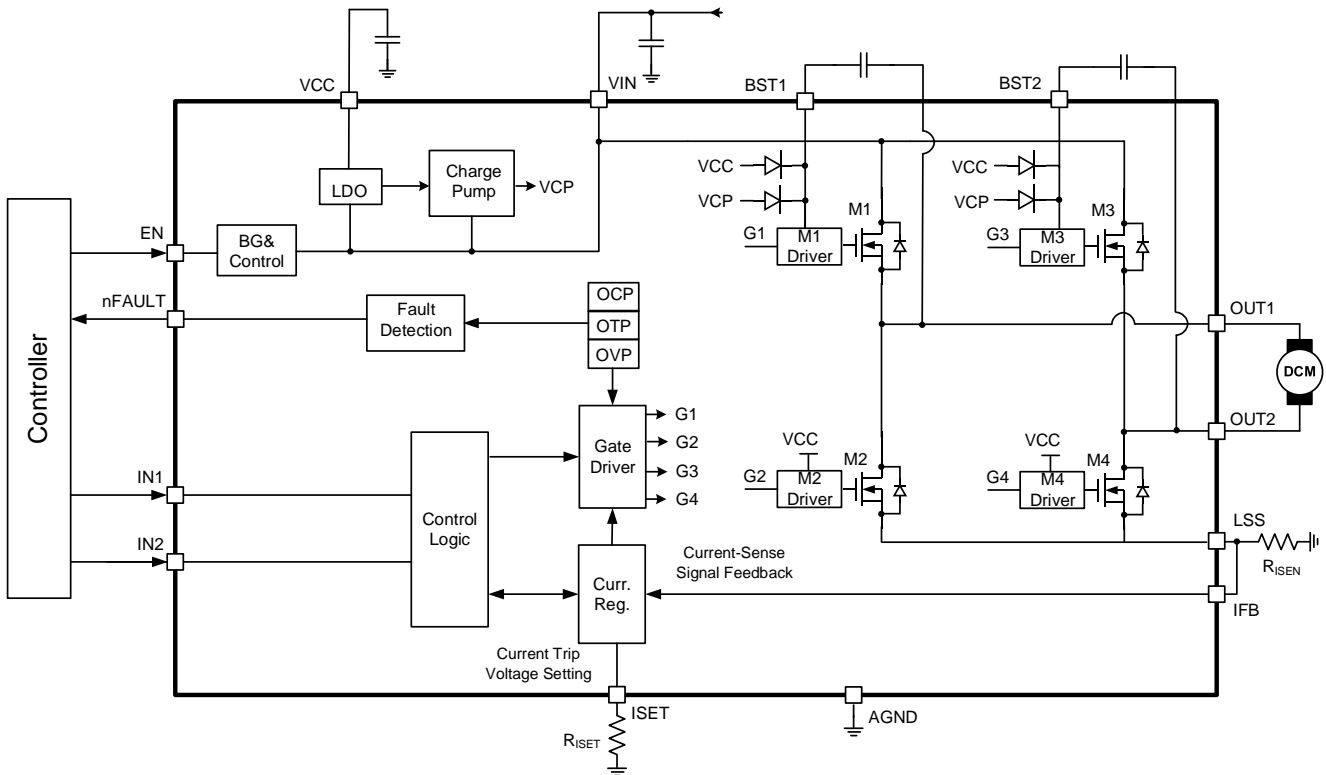 VCC
VIN
BST1
BST2
LDO
Charge
Pump
VCP
VCC
VCP
VCC
VCP
EN
BG&
Control
G1
M1
Driver
M1
G3
M3
Driver
M3
nFAULT
Fault
Detection
OCP
OTP
OVP
OUT1
DCM
OUT2
Controller
Gate
Driver
G1
G2
G3
G4
VCC
G2
M2
Driver
M2
VCC
G4
M4
Driver
M4
IN1
IN2
Control
Logic
LSS
RISEN
Current-Sense
Signal Feedback
Curr.
Reg.
IFB
Current Trip
Voltage Setting
ISET
RISET
AGND